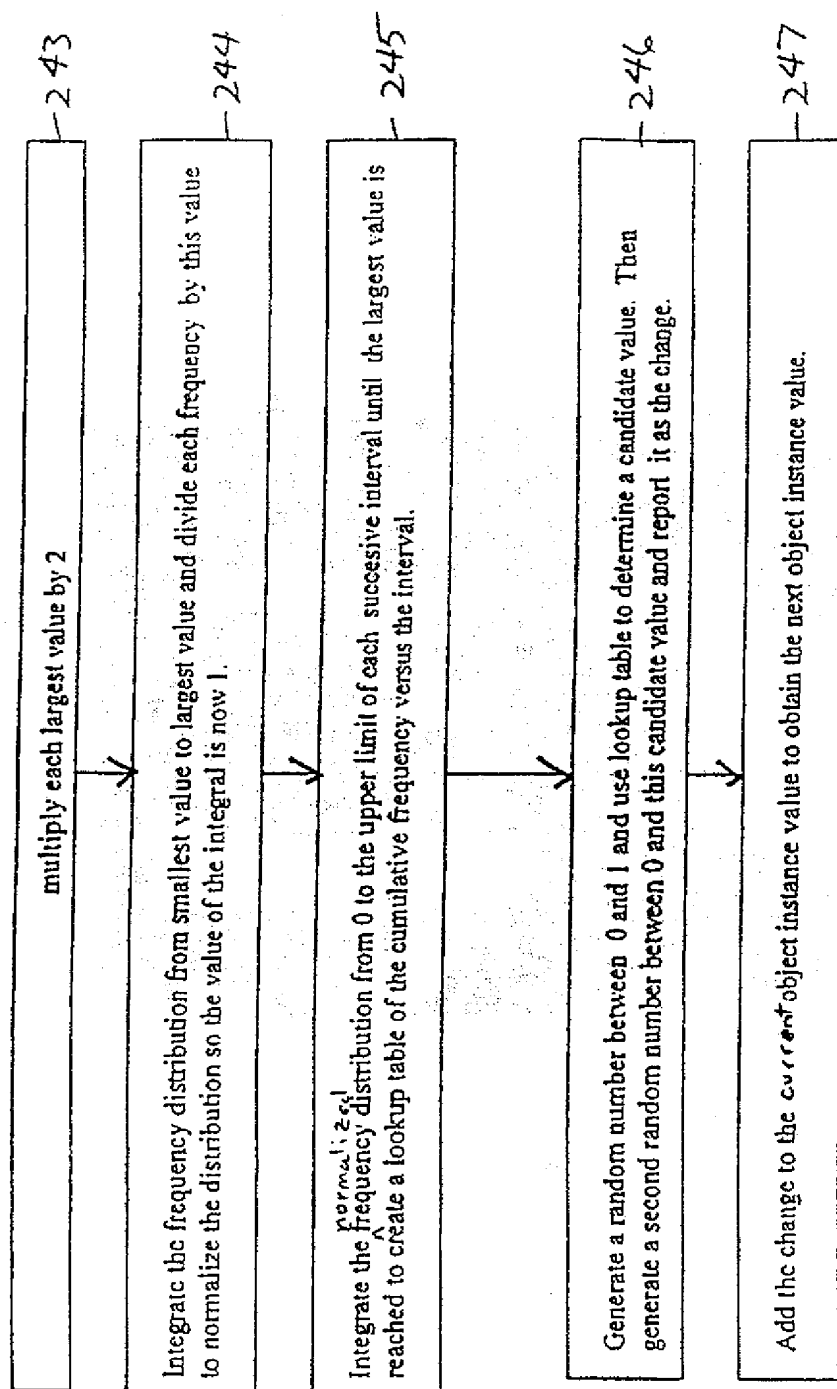 multiply each largest value by 2
243
Integrate the frequency distribution from smallest value to largest value and divide each frequency by this value
to normalize the distribution so the value of the integral is now 1.
244
normalized
Integrate the ^ frequency distribution from 0 to the upper limit of each succesive interval until the largest value is
reached to create a lookup table of the cumulative frequency versus the interval.
245
Generate a random number between 0 and 1 and use lookup table to determine a candidate value. Then
generate a second random number between 0 and this candidate value and report it as the change.
246
Add the change to the current object instance value to obtain the next object instance value.
247